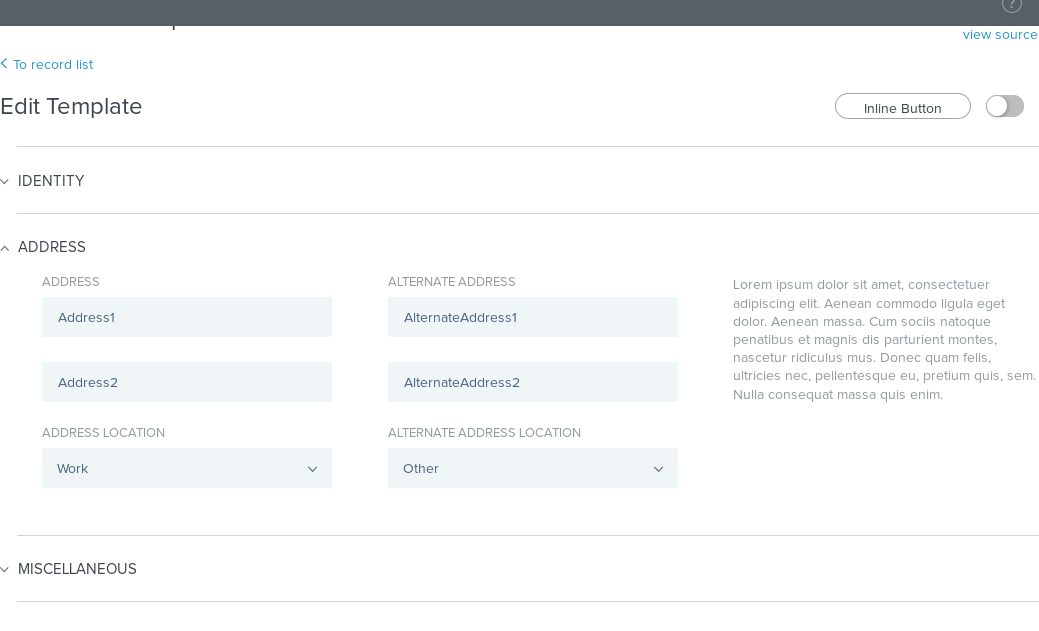 view source
To record list
Edit Template
Inline Button
IDENTITY
ADDRESS
ADDRESS
ALTERNATE ADDRESS
Address1
AlternateAddress1
Address2
AlternateAddress2
ADDRESS LOCATION
ALTERNATE ADDRESS LOCATION
Work
Other
Lorem ipsum dolor sit amet, consectetuer
adipiscing elit. Aenean commodo ligula eget
dolor. Aenean massa. Cum sociis natoque
penatibus et magnis dis parturient montes,
nascetur ridiculus mus. Donec quam felis,
ultricies nec, pellentesque eu, pretium quis, sem.
Nulla consequat massa quis enim.
MISCELLANEOUS